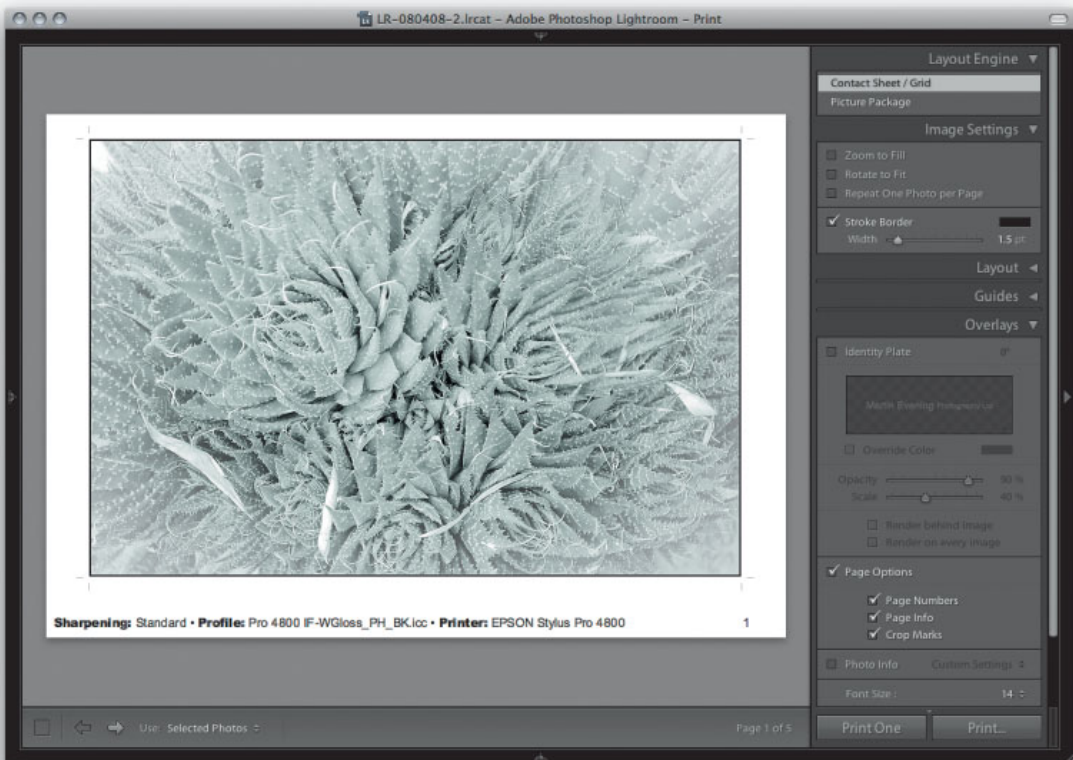 LR-080408-2.lrcat – Adobe Photoshop Lightroom – Print
Layout Engine
Contact Sheet / Grid
Picture Package
Image Settings
Zoom to Fill
Rotate to Fit
Repeat One Photo per Page
Stroke Border
Width 1.5 pt
Layout
Guides
Overlays
Identity Plate 0°
Martin Evening
Override Color
Opacity 90 %
Scale 40 %
Render behind image
Render on every image
Page Options
Page Numbers
Page Info
Crop Marks
Photo Info Custom Settings
Font Size : 14
Print One Print...
Sharpening: Standard • Profile: Pro 4800 IF-WGloss_PH_BK.icc • Printer: EPSON Stylus Pro 4800 1
Use: Selected Photos Page 1 of 5